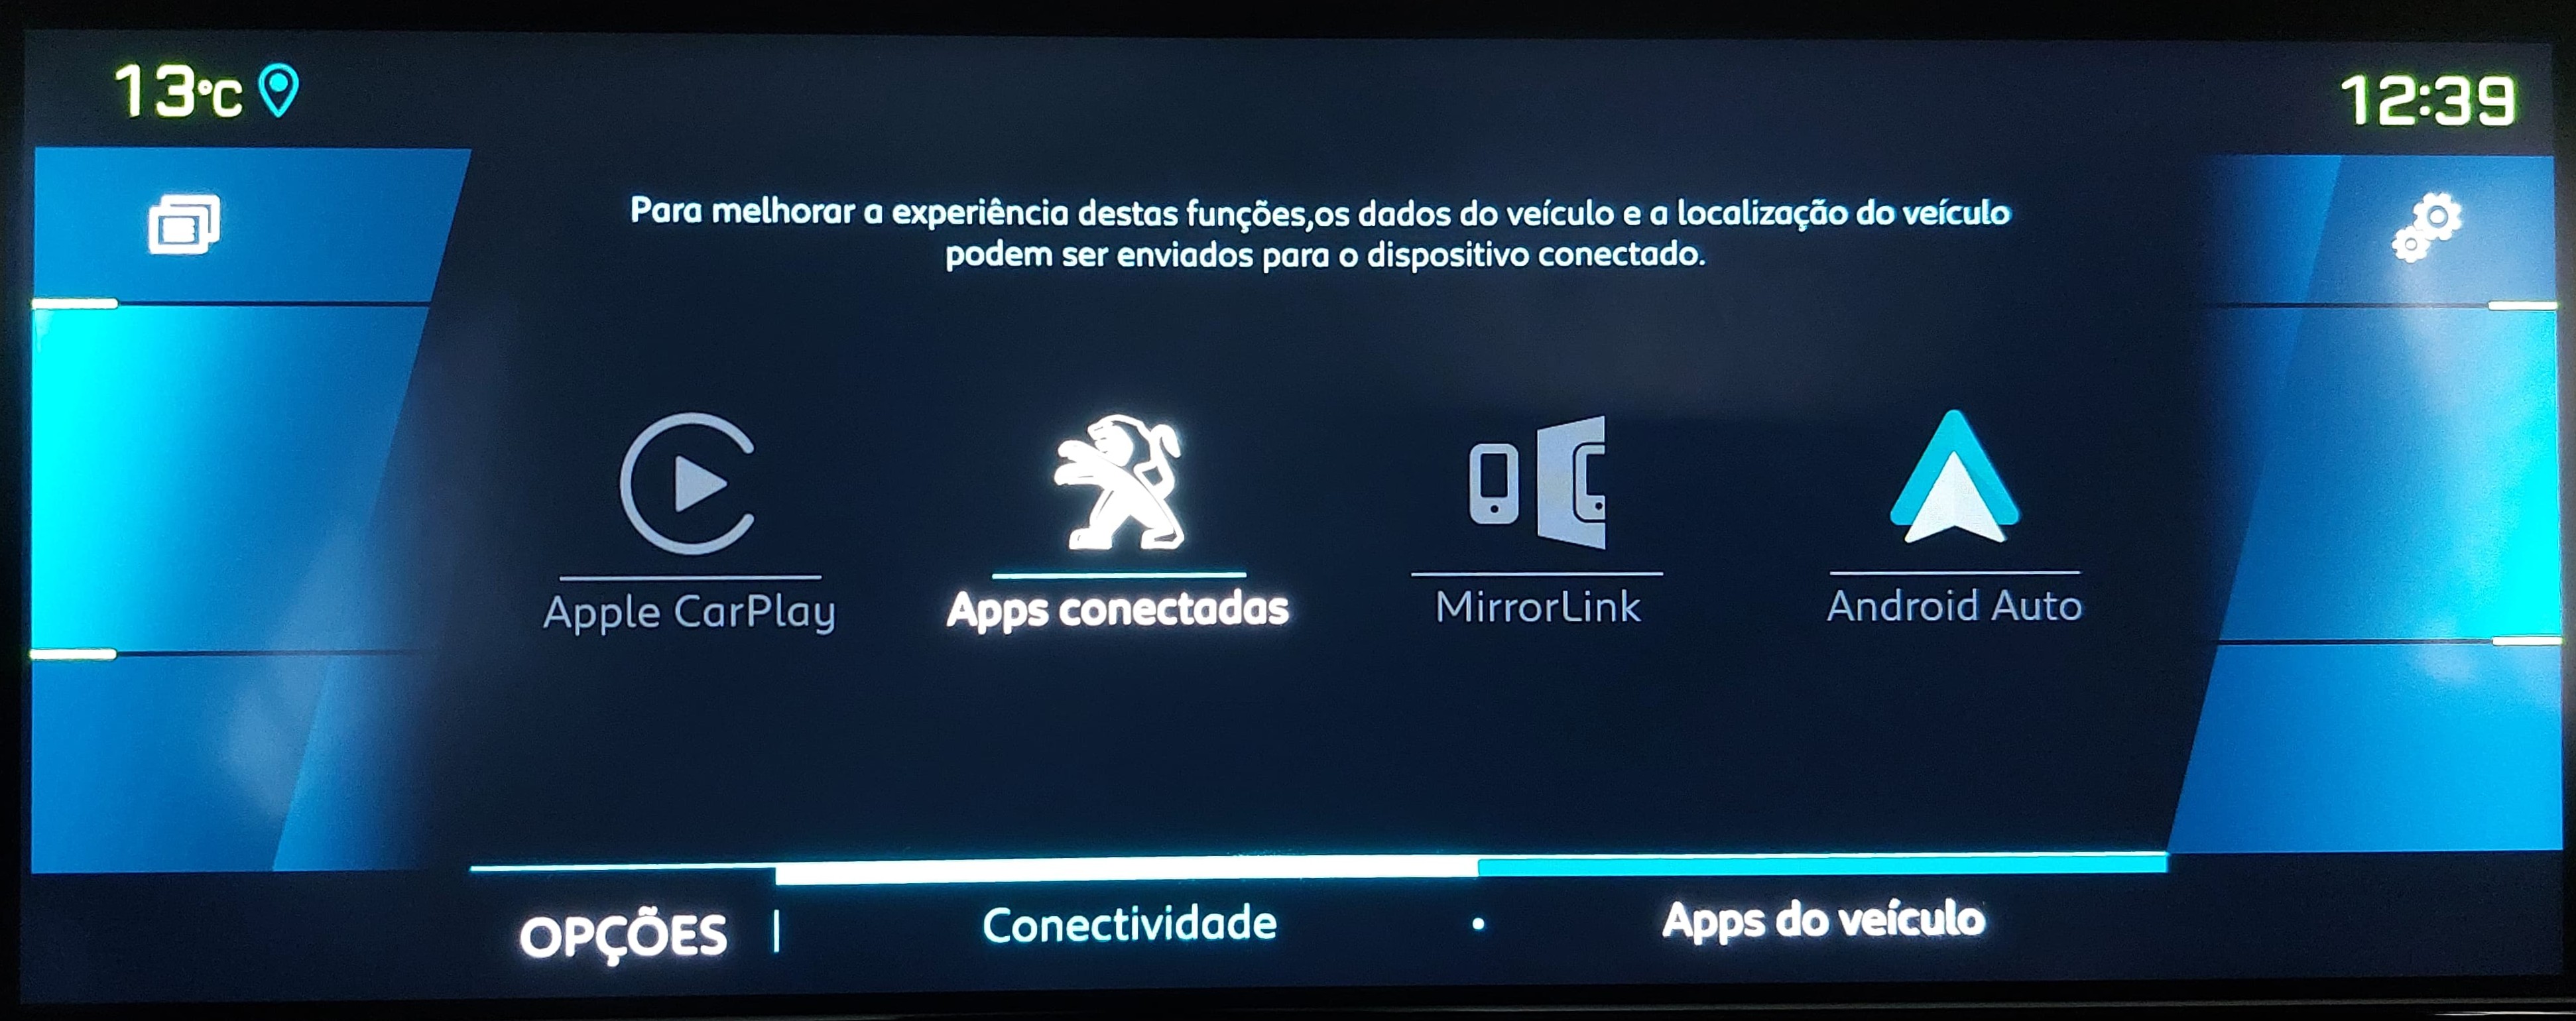 13°C
12:39
Para melhorar a experiência destas funções,os dados do veículo e a localização do veículo
podem ser enviados para o dispositivo conectado.
Apple CarPlay
Apps conectadas
MirrorLink
Android Auto
OPÇÕES
Conectividade
Apps do veículo